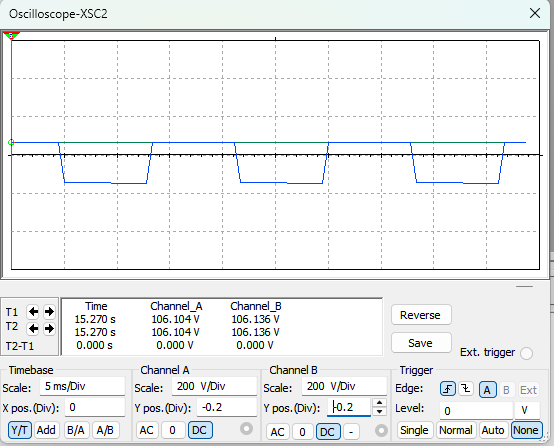 Oscilloscope-XSC2
T1
T2
T2-T1
Time Channel_A Channel_B
15.270 s 106.104 V 106.136 V
15.270 s 106.104 V 106.136 V
0.000 s 0.000 V 0.000 V
Reverse
Save
Ext. trigger
Timebase
Scale: 5 ms/Div
X pos.(Div): 0
Y/T Add B/A A/B
Channel A
Scale: 200 V/Div
Y pos.(Div): -0.2
AC 0 DC
Channel B
Scale: 200 V/Div
Y pos.(Div): -0.2
AC 0 DC -
Trigger
Edge: A B Ext
Level: 0 V
Single Normal Auto None